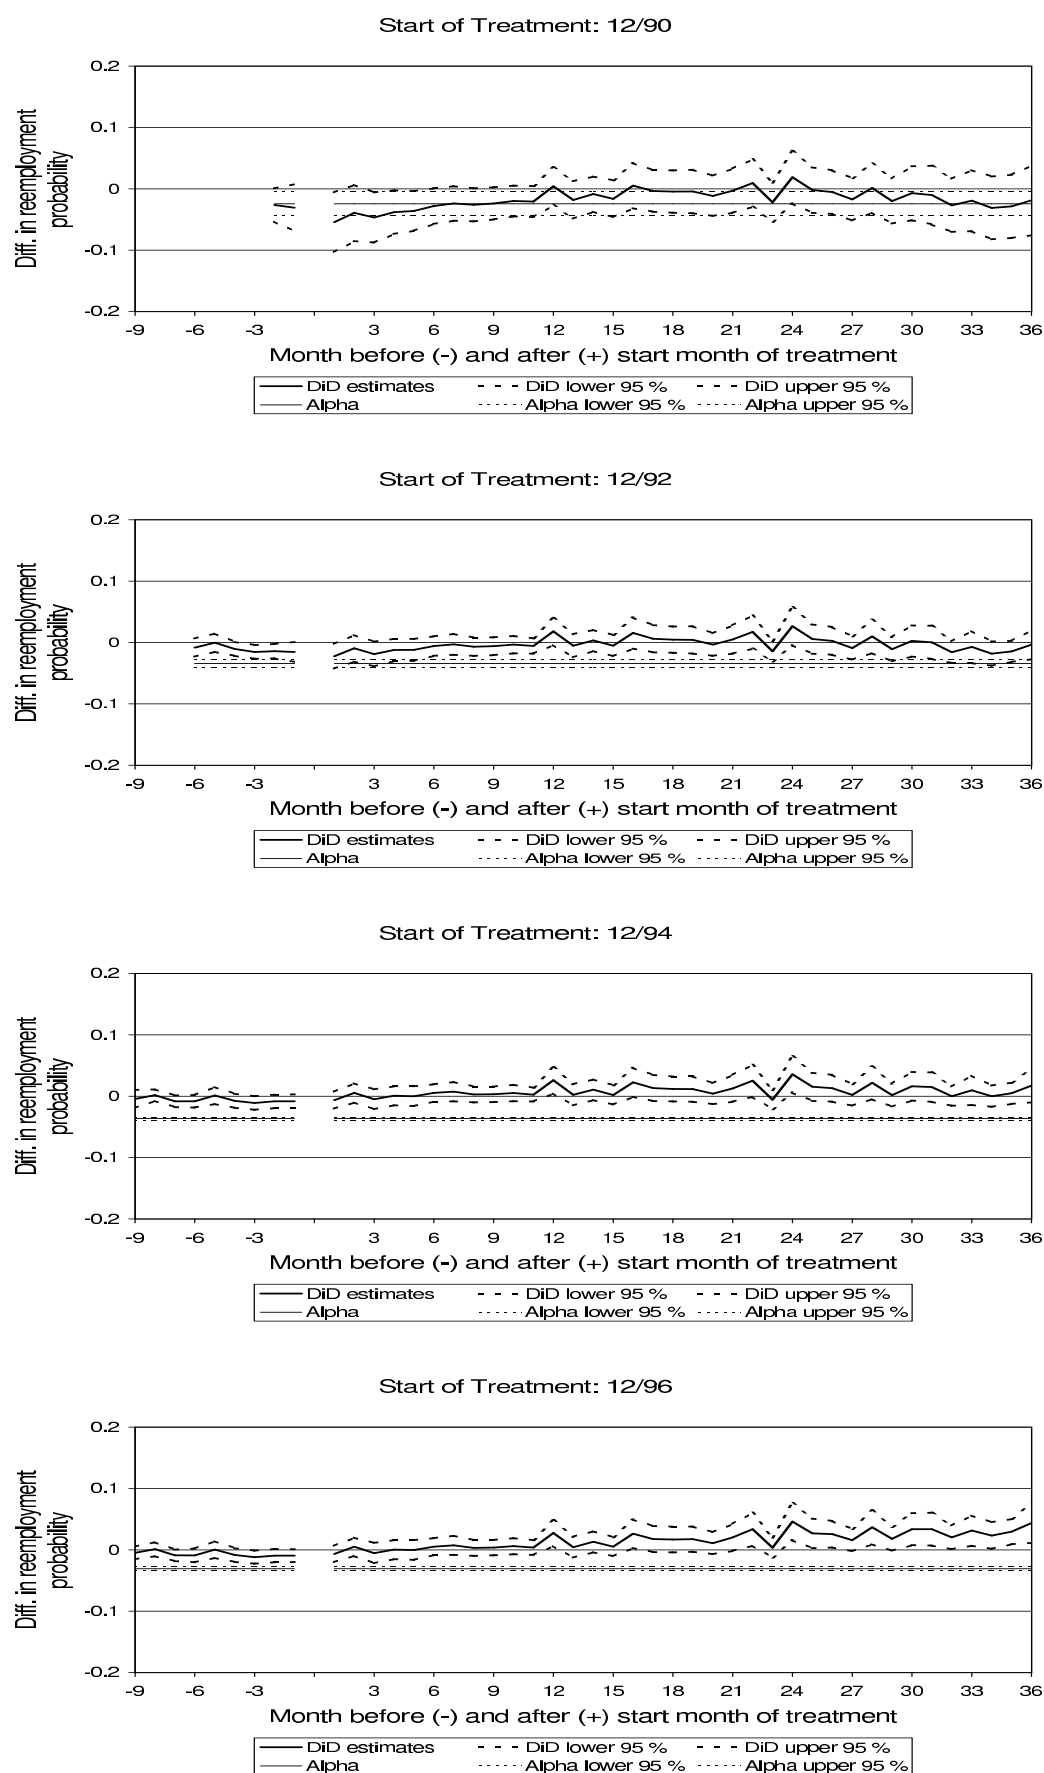 Start of Treatment: 12/90
Diff. in reemployment
probability
0.2
0.1
0
-0.1
-0.2
-9 -6 -3 3 6 9 12 15 18 21 24 27 30 33 36
Month before (-) and after (+) start month of treatment
DiD estimates DiD lower 95 % DiD upper 95 %
Alpha Alpha lower 95 % Alpha upper 95 %
Start of Treatment: 12/92
Diff. in reemployment
probability
0.2
0.1
0
-0.1
-0.2
-9 -6 -3 3 6 9 12 15 18 21 24 27 30 33 36
Month before (-) and after (+) start month of treatment
DiD estimates DiD lower 95 % DiD upper 95 %
Alpha Alpha lower 95 % Alpha upper 95 %
Start of Treatment: 12/94
Diff. in reemployment
probability
0.2
0.1
0
-0.1
-0.2
-9 -6 -3 3 6 9 12 15 18 21 24 27 30 33 36
Month before (-) and after (+) start month of treatment
DiD estimates DiD lower 95 % DiD upper 95 %
Alpha Alpha lower 95 % Alpha upper 95 %
Start of Treatment: 12/96
Diff. in reemployment
probability
0.2
0.1
0
-0.1
-0.2
-9 -6 -3 3 6 9 12 15 18 21 24 27 30 33 36
Month before (-) and after (+) start month of treatment
DiD estimates DiD lower 95 % DiD upper 95 %
Alpha Alpha lower 95 % Alpha upper 95 %